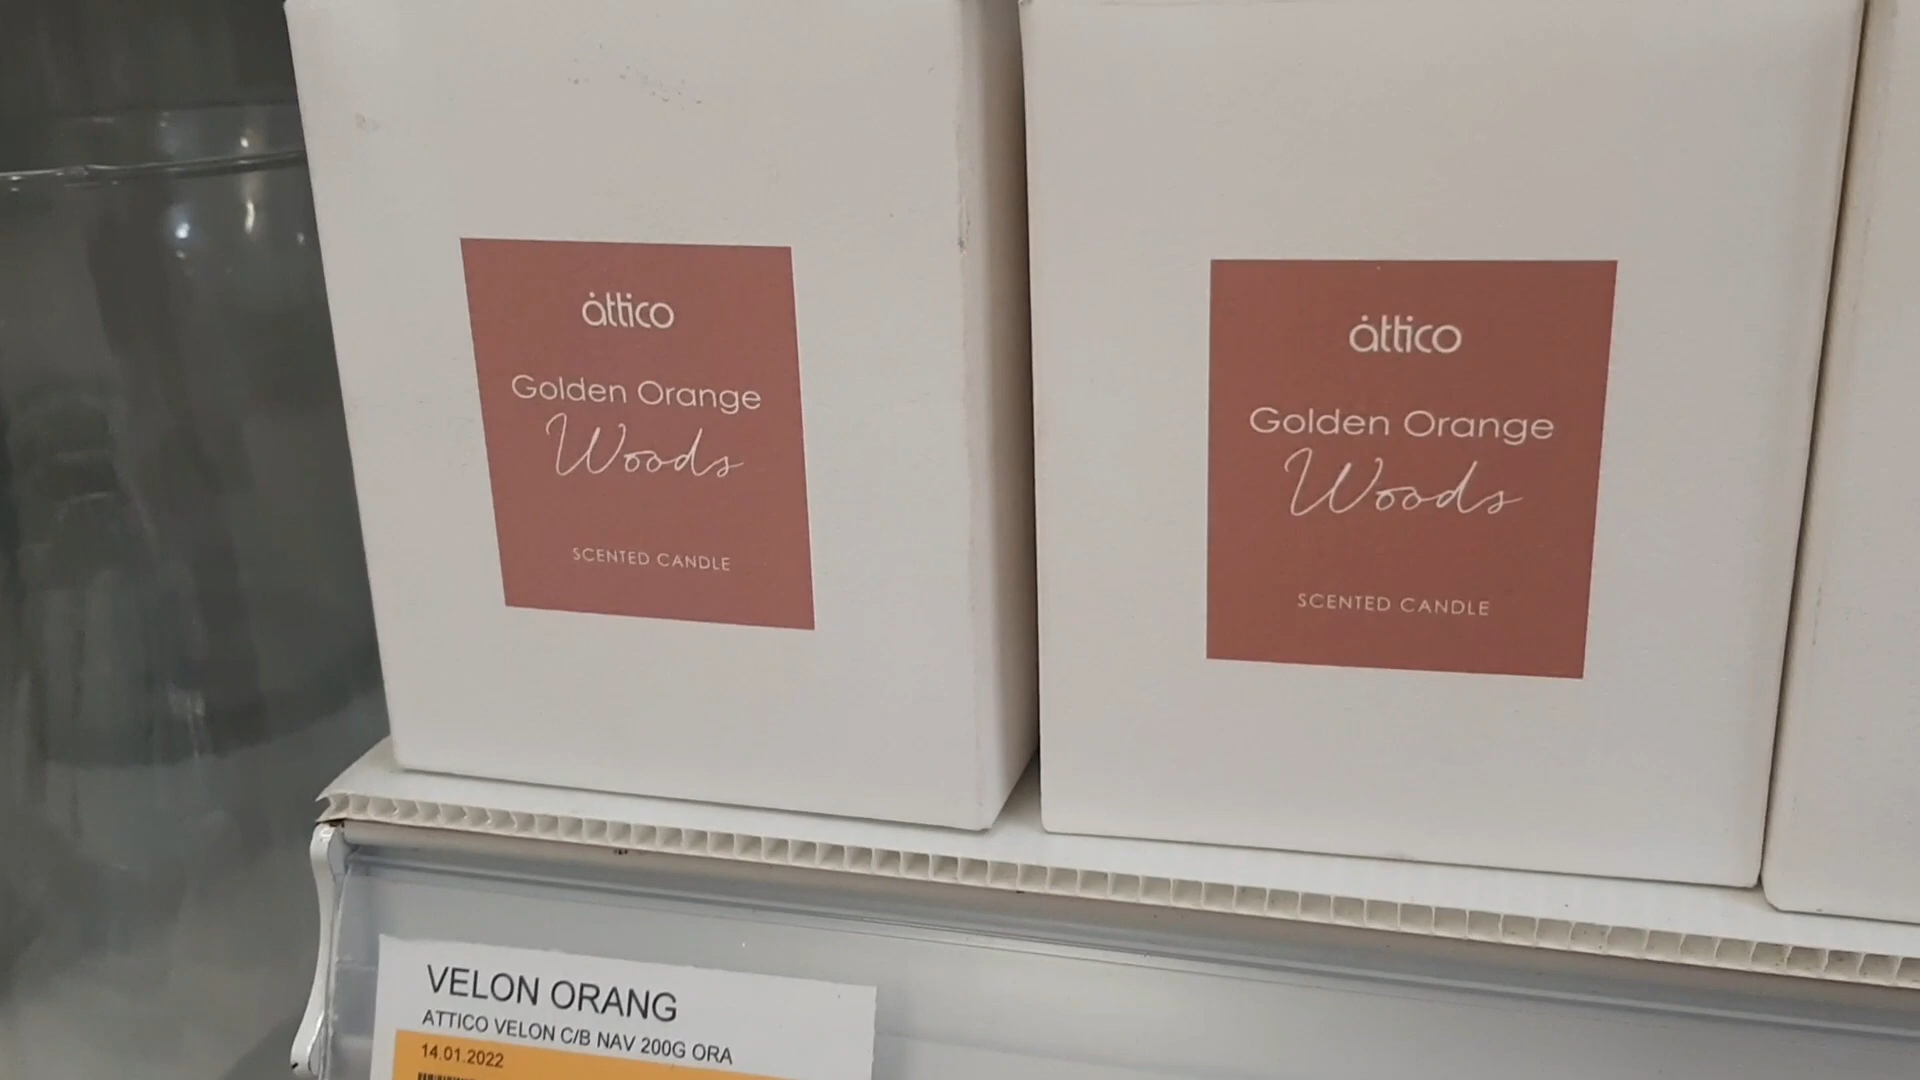 àttico
Golden Orange
Woods
SCENTED CANDLE
àttico
Golden Orange
Woods
SCENTED CANDLE
VELON ORANG
ATTICO VELON C/B NAV 200G ORA
14.01.2022